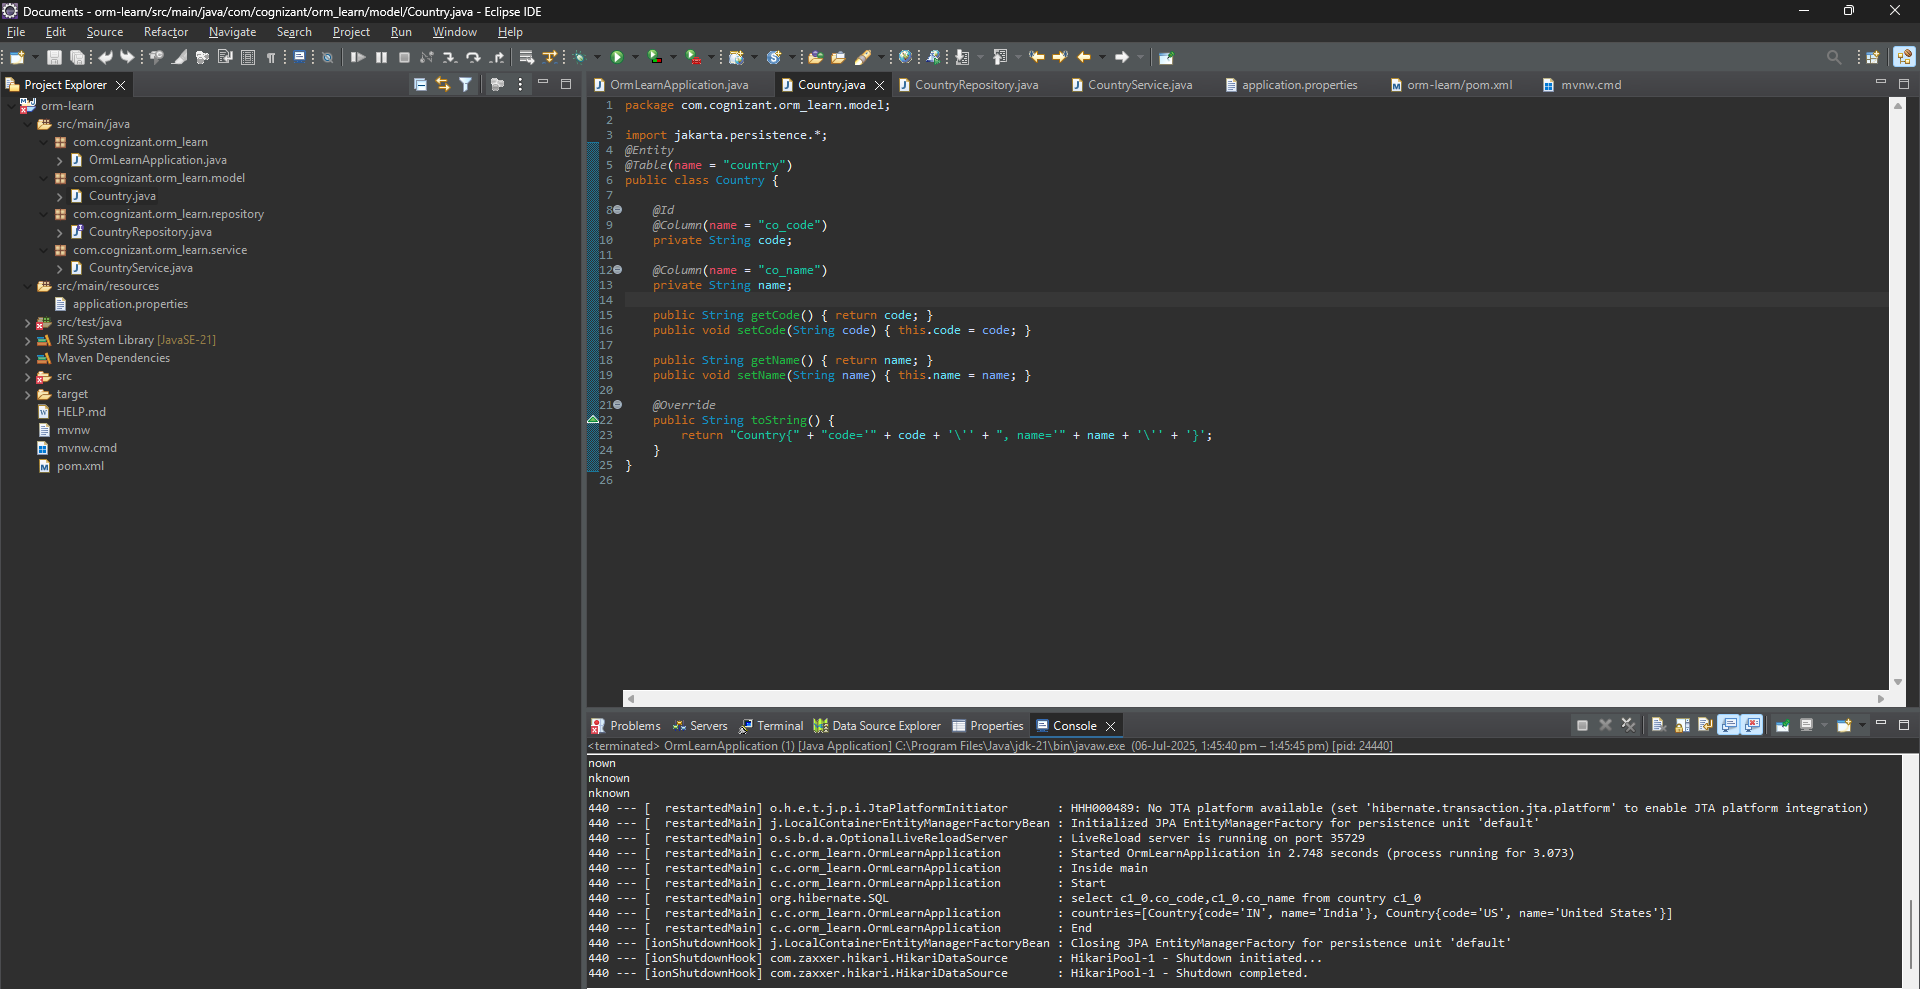 Documents - orm-learn/src/main/java/com/cognizant/orm_learn/model/Country.java - Eclipse IDE
File Edit Source Refactor Navigate Search Project Run Window Help
Project Explorer
orm-learn
src/main/java
com.cognizant.orm_learn
OrmLearnApplication.java
com.cognizant.orm_learn.model
Country.java
com.cognizant.orm_learn.repository
CountryRepository.java
com.cognizant.orm_learn.service
CountryService.java
src/main/resources
application.properties
src/test/java
JRE System Library [JavaSE-21]
Maven Dependencies
src
target
HELP.md
mvnw
mvnw.cmd
pom.xml
OrmLearnApplication.java Country.java CountryRepository.java CountryService.java application.properties orm-learn/pom.xml mvnw.cmd
1 package com.cognizant.orm_learn.model;
2
3 import jakarta.persistence.*;
4 @Entity
5 @Table(name = "country")
6 public class Country {
7
8 @Id
9 @Column(name = "co_code")
10 private String code;
11
12 @Column(name = "co_name")
13 private String name;
14
15 public String getCode() { return code; }
16 public void setCode(String code) { this.code = code; }
17
18 public String getName() { return name; }
19 public void setName(String name) { this.name = name; }
20
21 @Override
22 public String toString() {
23 return "Country{" + "code='" + code + '\'' + ", name='" + name + '\'' + '}';
24 }
25 }
26
Problems Servers Terminal Data Source Explorer Properties Console
<terminated> OrmLearnApplication (1) [Java Application] C:\Program Files\Java\jdk-21\bin\javaw.exe (06-Jul-2025, 1:45:40 pm – 1:45:45 pm) [pid: 24440]
nown
nknown
nknown
440 --- [ restartedMain] o.h.e.t.j.p.i.JtaPlatformInitiator : HHH000489: No JTA platform available (set 'hibernate.transaction.jta.platform' to enable JTA platform integration)
440 --- [ restartedMain] j.LocalContainerEntityManagerFactoryBean : Initialized JPA EntityManagerFactory for persistence unit 'default'
440 --- [ restartedMain] o.s.b.d.a.OptionalLiveReloadServer : LiveReload server is running on port 35729
440 --- [ restartedMain] c.c.orm_learn.OrmLearnApplication : Started OrmLearnApplication in 2.748 seconds (process running for 3.073)
440 --- [ restartedMain] c.c.orm_learn.OrmLearnApplication : Inside main
440 --- [ restartedMain] c.c.orm_learn.OrmLearnApplication : Start
440 --- [ restartedMain] org.hibernate.SQL : select c1_0.co_code,c1_0.co_name from country c1_0
440 --- [ restartedMain] c.c.orm_learn.OrmLearnApplication : countries=[Country{code='IN', name='India'}, Country{code='US', name='United States'}]
440 --- [ restartedMain] c.c.orm_learn.OrmLearnApplication : End
440 --- [ionShutdownHook] j.LocalContainerEntityManagerFactoryBean : Closing JPA EntityManagerFactory for persistence unit 'default'
440 --- [ionShutdownHook] com.zaxxer.hikari.HikariDataSource : HikariPool-1 - Shutdown initiated...
440 --- [ionShutdownHook] com.zaxxer.hikari.HikariDataSource : HikariPool-1 - Shutdown completed.